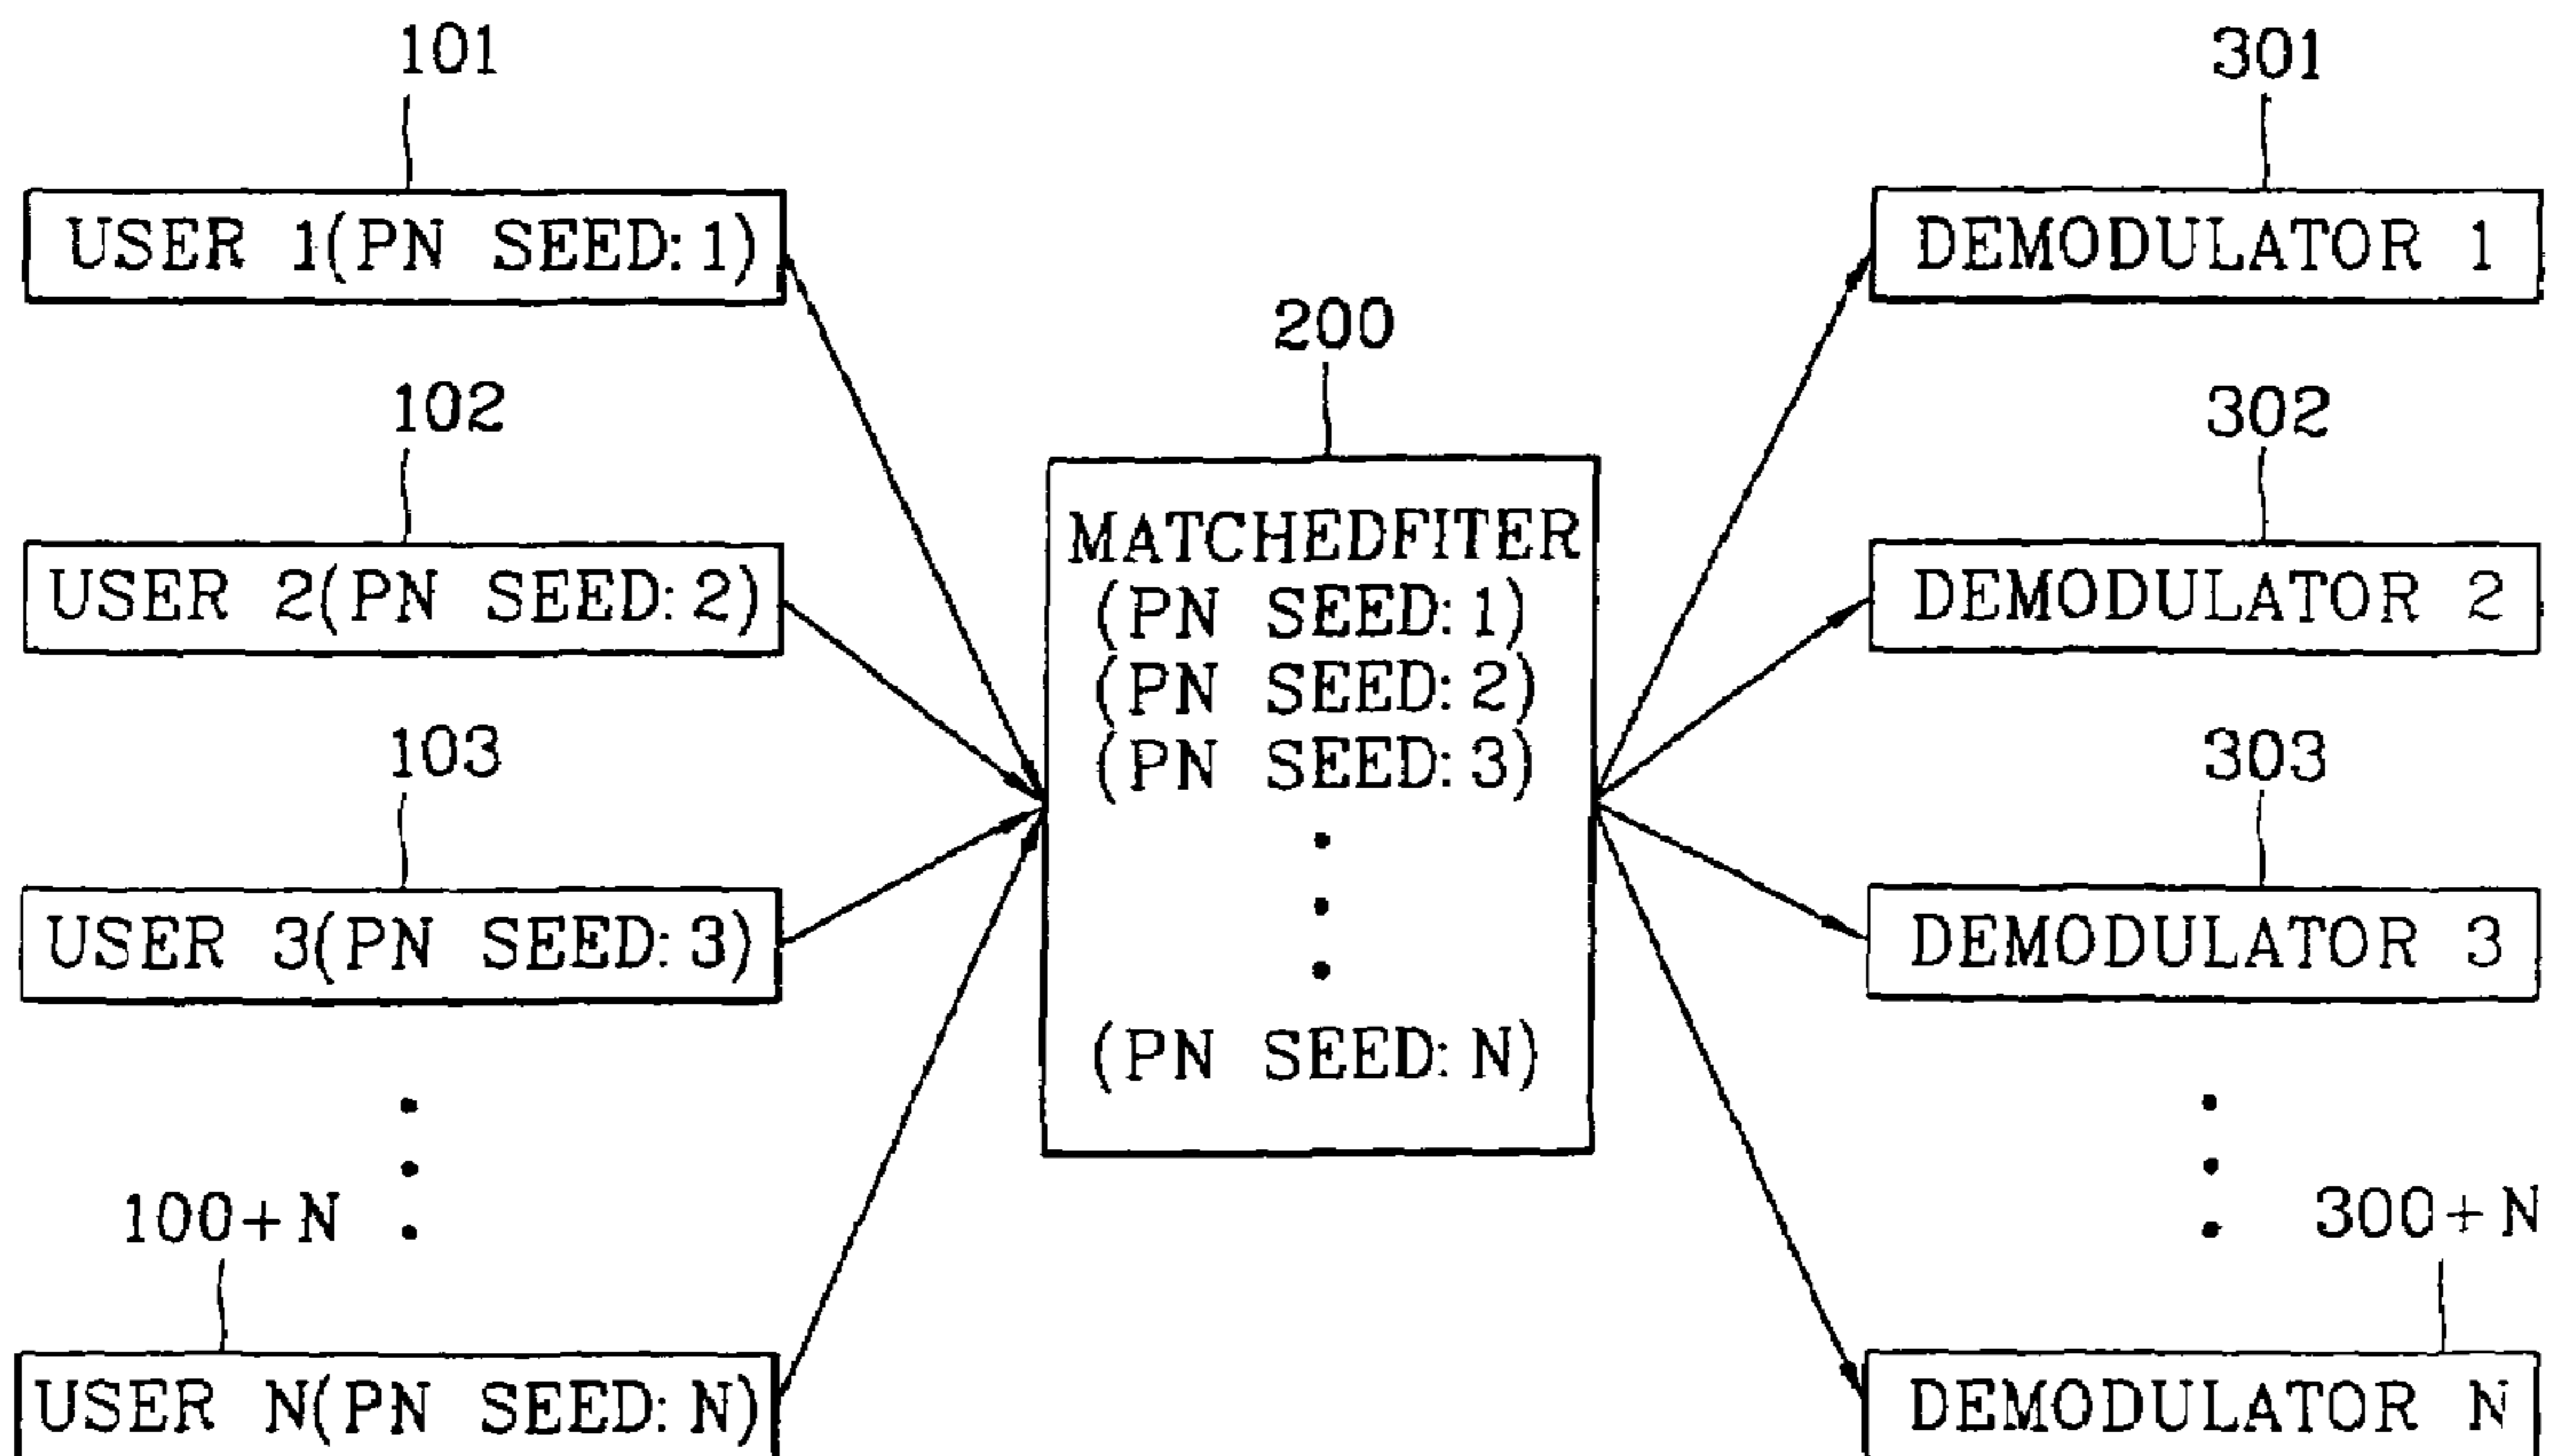 101
USER 1(PN SEED:1)
102
USER 2(PN SEED:2)
103
USER 3(PN SEED:3)
100+N
USER N(PN SEED:N)
200
MATCHEDFITER
(PN SEED:1)
(PN SEED:2)
(PN SEED:3)
(PN SEED:N)
301
DEMODULATOR 1
302
DEMODULATOR 2
303
DEMODULATOR 3
300+N
DEMODULATOR N